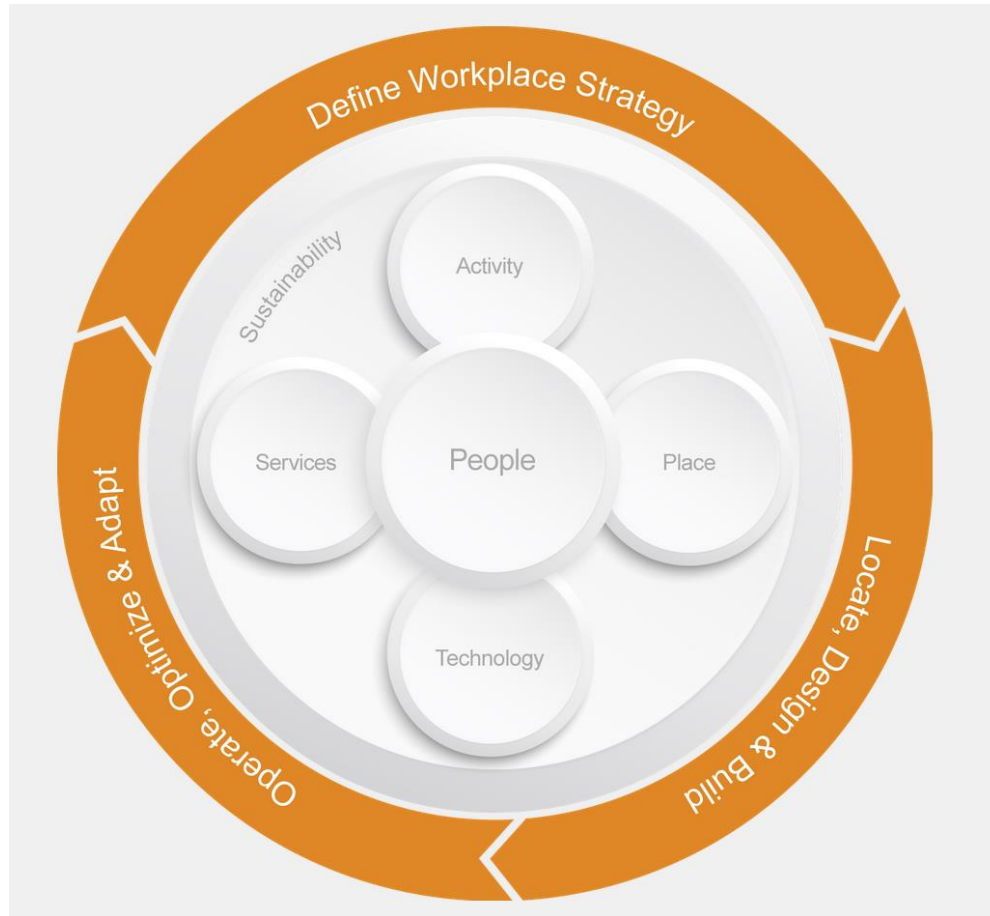 Define Workplace Strategy
Sustainability
Activity
Services
People
Place
Technology
Locate, Design & Build
Operate, Optimize & Adapt